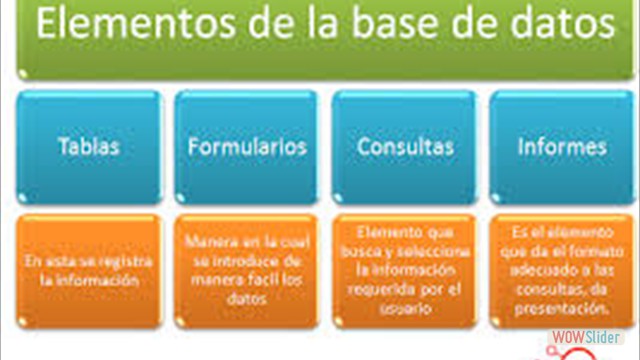 Elementos de la base de datos
Tablas
Formularios
Consultas
Informes
En esta se registra
la información
Manera en la cual
se introduce de
manera facil los
datos
Elemento que
busca y selecciona
la información
requerida por el
usuario
Es el elemento
que da el formato
adecuado a las
consultas, da
presentación.
WOWSlider